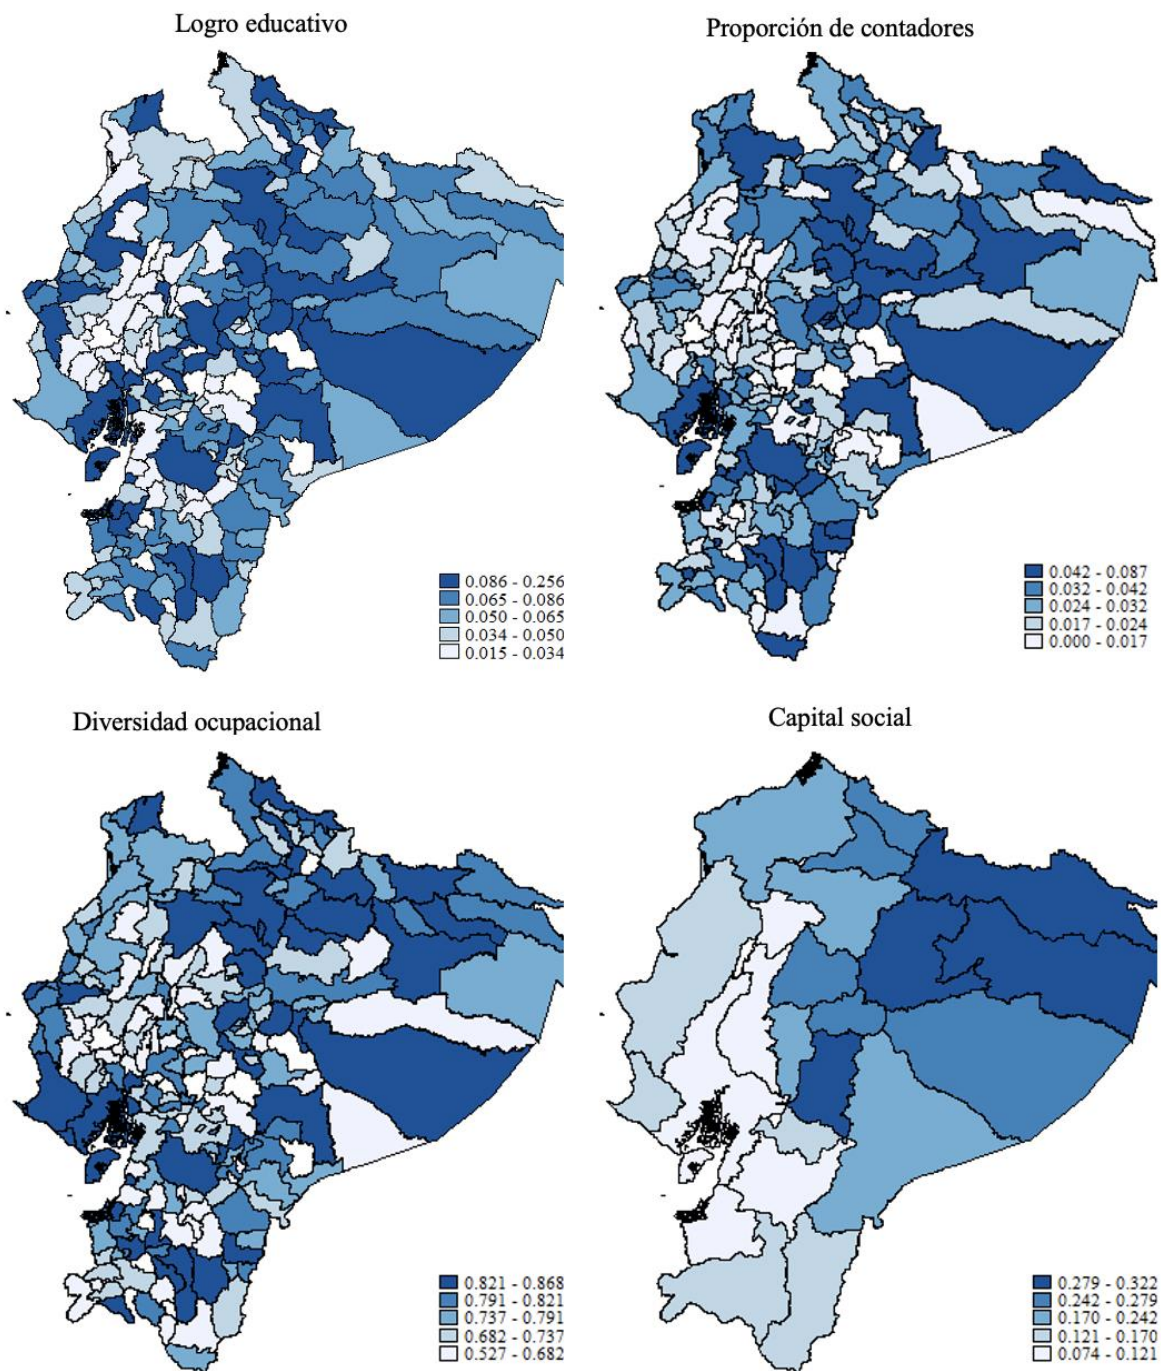 Logro educativo
Proporción de contadores
0.086 - 0.256
0.065 - 0.086
0.050 - 0.065
0.034 - 0.050
0.015 - 0.034
0.042 - 0.087
0.032 - 0.042
0.024 - 0.032
0.017 - 0.024
0.000 - 0.017
Diversidad ocupacional
Capital social
0.821 - 0.868
0.791 - 0.821
0.737 - 0.791
0.682 - 0.737
0.527 - 0.682
0.279 - 0.322
0.242 - 0.279
0.170 - 0.242
0.121 - 0.170
0.074 - 0.121